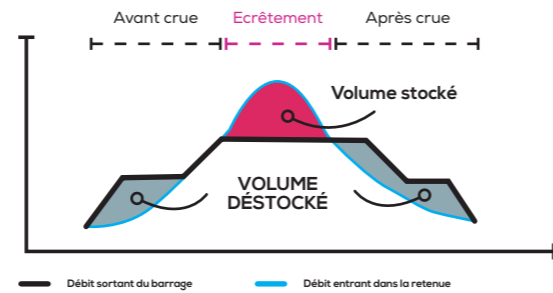 Avant crue
Ecrêtement
Après crue
Volume stocké
VOLUME
DÉSTOCKÉ
Débit sortant du barrage
Débit entrant dans la retenue